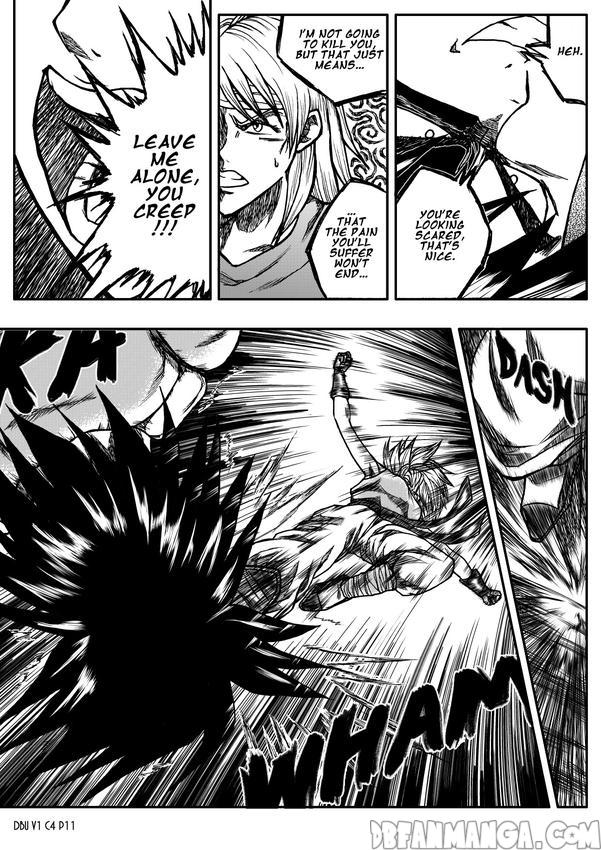 HEH.
YOU'RE
LOOKING
SCARED,
THAT'S
NICE.
I'M NOT
GOING
TO KILL YOU,
BUT THAT JUST
MEANS...
...
THAT
THE PAIN
YOU'LL
SUFFER
WON'T
END...
LEAVE
ME
ALONE,
YOU
CREEP
!!!
DASH
KA
WHAM
DBU V1 C4 P11
DBFANMANGA.COM